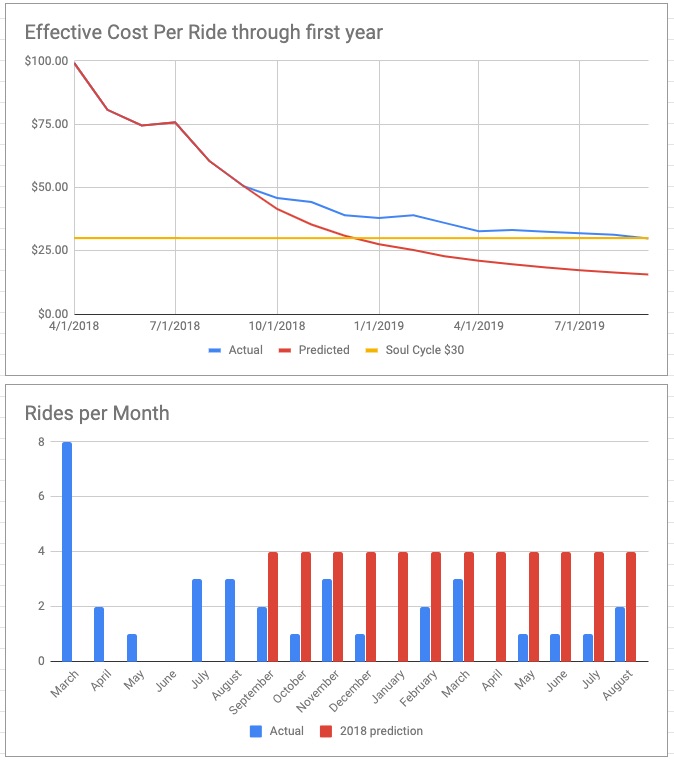 Effective Cost Per Ride through first year
$100.00
$75.00
$50.00
$25.00
$0.00
4/1/2018 7/1/2018 10/1/2018 1/1/2019 4/1/2019 7/1/2019
Actual Predicted Soul Cycle $30
Rides per Month
8
6
4
2
0
March April May June July August September October November December January February March April May June July August
Actual 2018 prediction